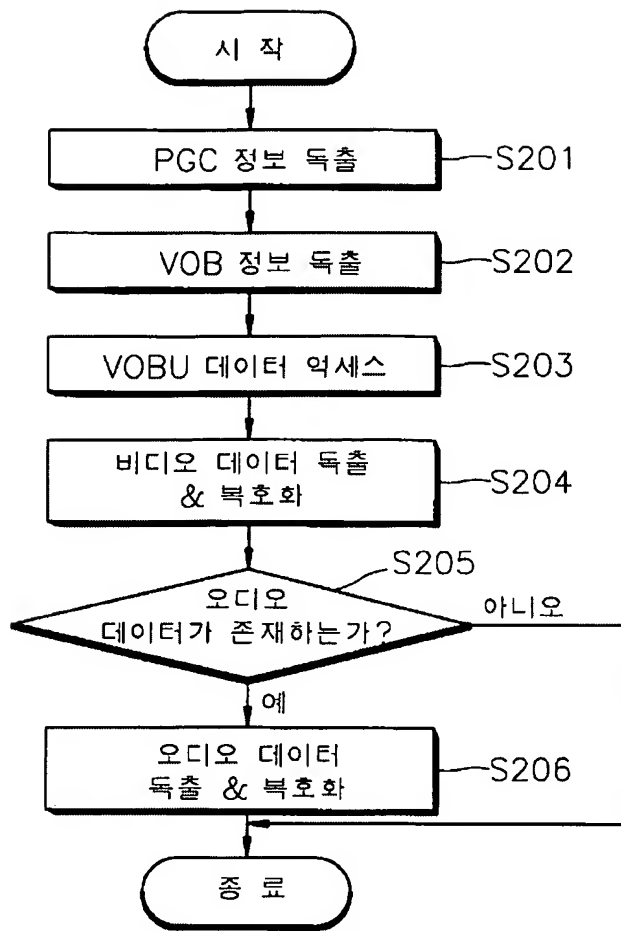 시 작
PGC 정보 독출
S201
VOB 정보 독출
S202
VOBU 데이터 억세스
S203
비디오 데이터 독출
& 복호화
S204
S205
오디오
데이터가 존재하는가?
아니오
예
오디오 데이터
독출 & 복호화
S206
종 료